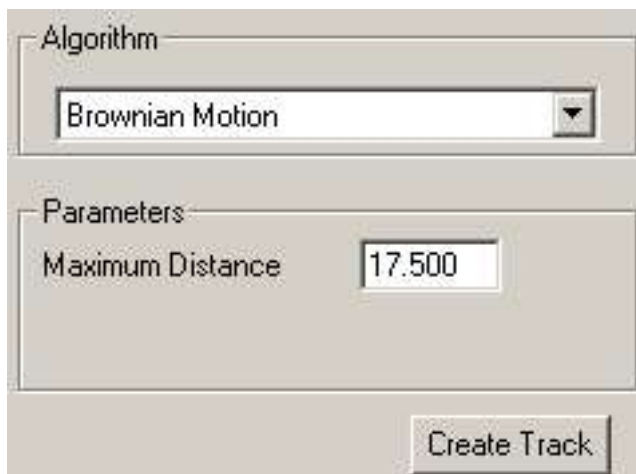 Algorithm
Brownian Motion
Parameters
Maximum Distance 17.500
Create Track